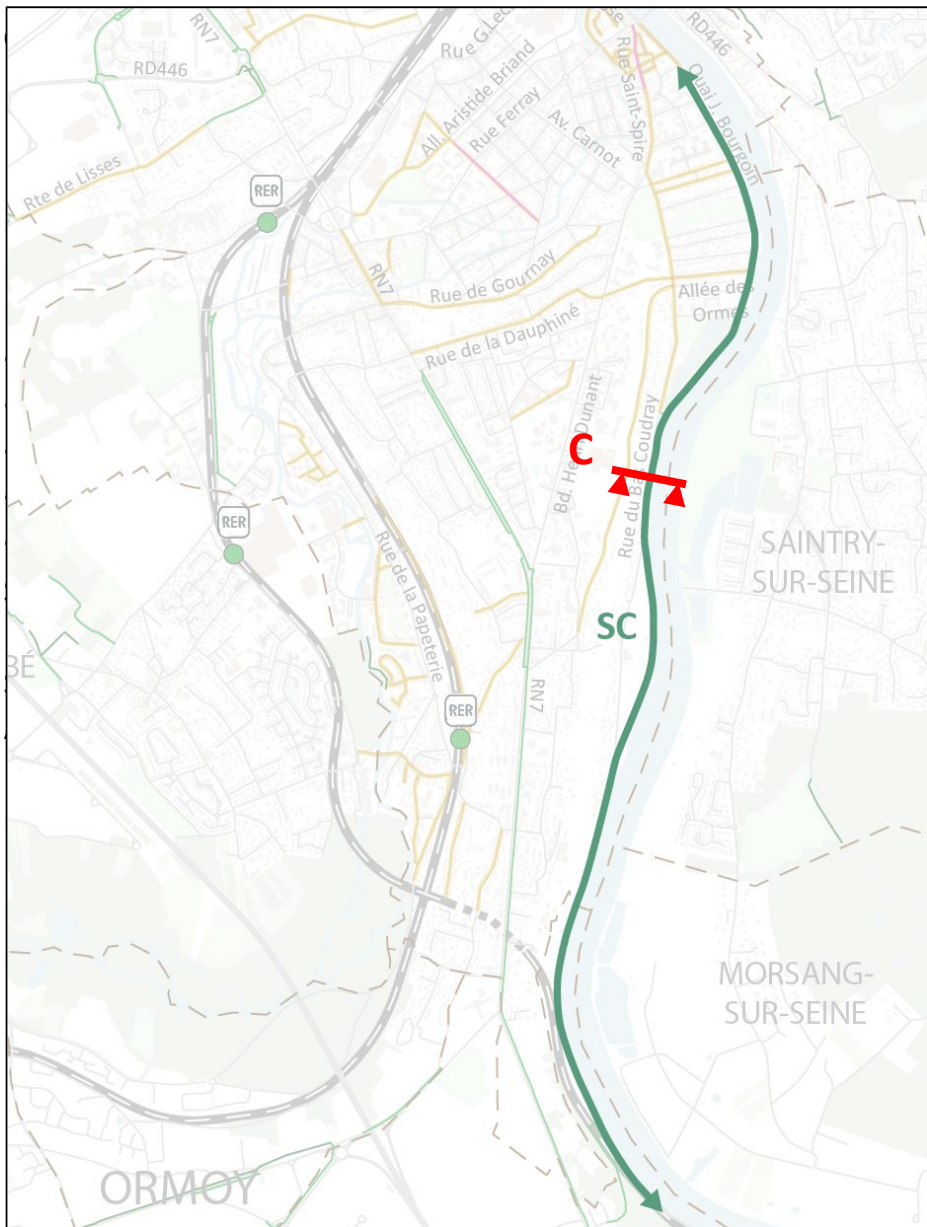 RN7
RD446
Rue G.Lec
se
RD446
All. Aristide Briand
Rue Ferray
Rue Saint-Spire
Quai J. Bourgoin
Av. Carnot
Rte de Lisses
RER
RN7
Rue de Gournay
Allée des
Ormes
Rue de la Dauphiné
Bd. Henri Dunant
Rue du Bas Coudray
C
RER
Rue de la Papeterie
SAINTRY-
SUR-SEINE
SC
BÉ
RN7
RER
MORSANG-
SUR-SEINE
ORMOY